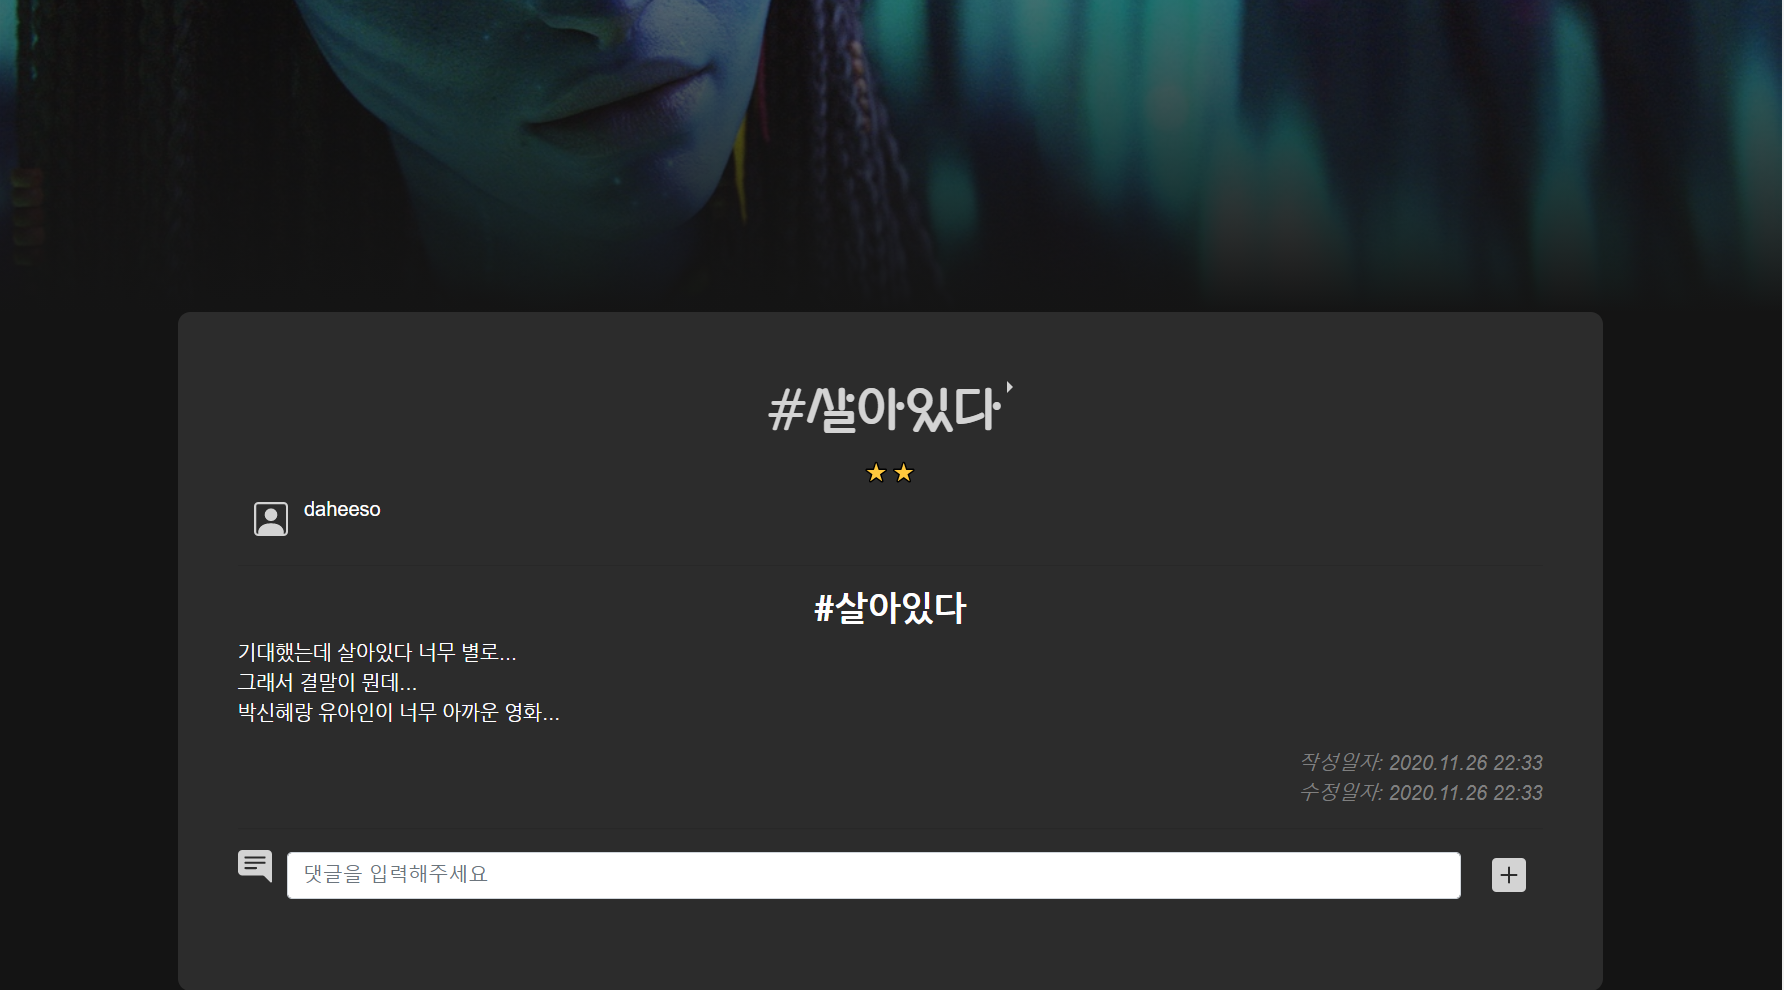 #살아있다
daheeso
#살아있다
기대했는데 살아있다 너무 별로...
그래서 결말이 뭔데...
박신혜랑 유아인이 너무 아까운 영화...
작성일자: 2020.11.26 22:33
수정일자: 2020.11.26 22:33
댓글을 입력해주세요